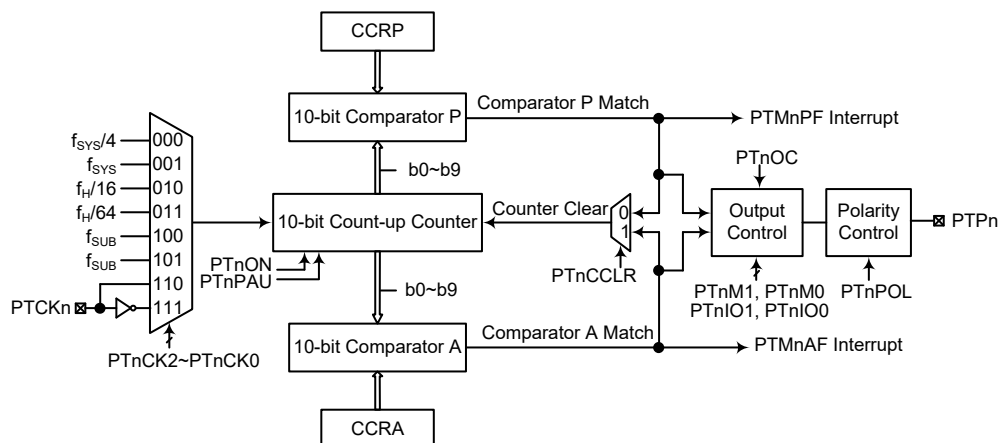 CCRP
10-bit Comparator P
Comparator P Match
PTMnPF Interrupt
fSYS/4
000
fSYS
001
fH/16
010
fH/64
011
fSUB
100
fSUB
101
110
111
PTCKn
PTnCK2~PTnCK0
b0~b9
10-bit Count-up Counter
Counter Clear
0
1
PTnCCLR
PTnON
PTnPAU
b0~b9
PTnOC
Output
Control
Polarity
Control
PTPn
PTnM1, PTnM0
PTnIO1, PTnIO0
PTnPOL
10-bit Comparator A
Comparator A Match
PTMnAF Interrupt
CCRA